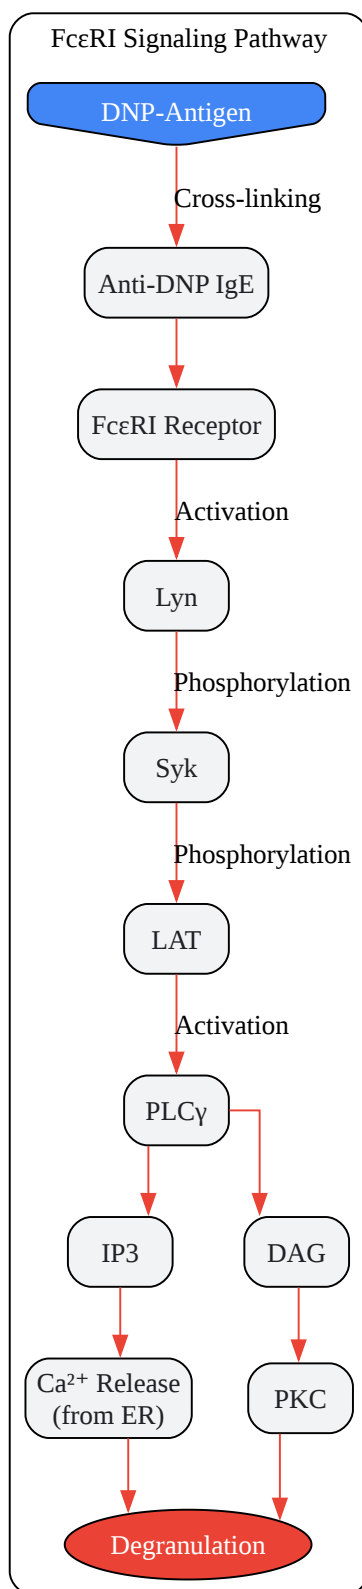 FcεRI Signaling Pathway
DNP-Antigen
Cross-linking
Anti-DNP IgE
FcεRI Receptor
Activation
Lyn
Phosphorylation
Syk
Phosphorylation
LAT
Activation
PLCγ
IP3
DAG
Ca²⁺ Release
(from ER)
PKC
Degranulation